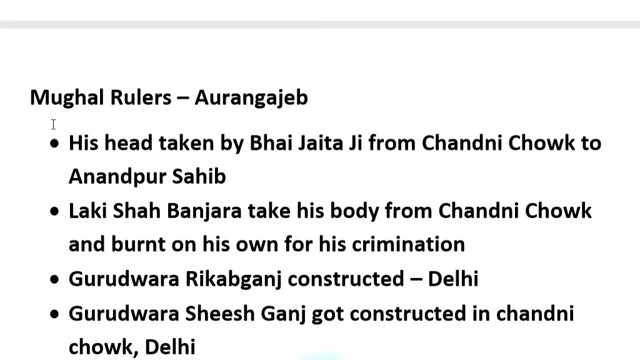 Mughal Rulers – Aurangajeb
• His head taken by Bhai Jaita Ji from Chandni Chowk to
Anandpur Sahib
• Laki Shah Banjara take his body from Chandni Chowk
and burnt on his own for his crimination
• Gurudwara Rikabganj constructed – Delhi
• Gurudwara Sheesh Ganj got constructed in chandni
chowk, Delhi